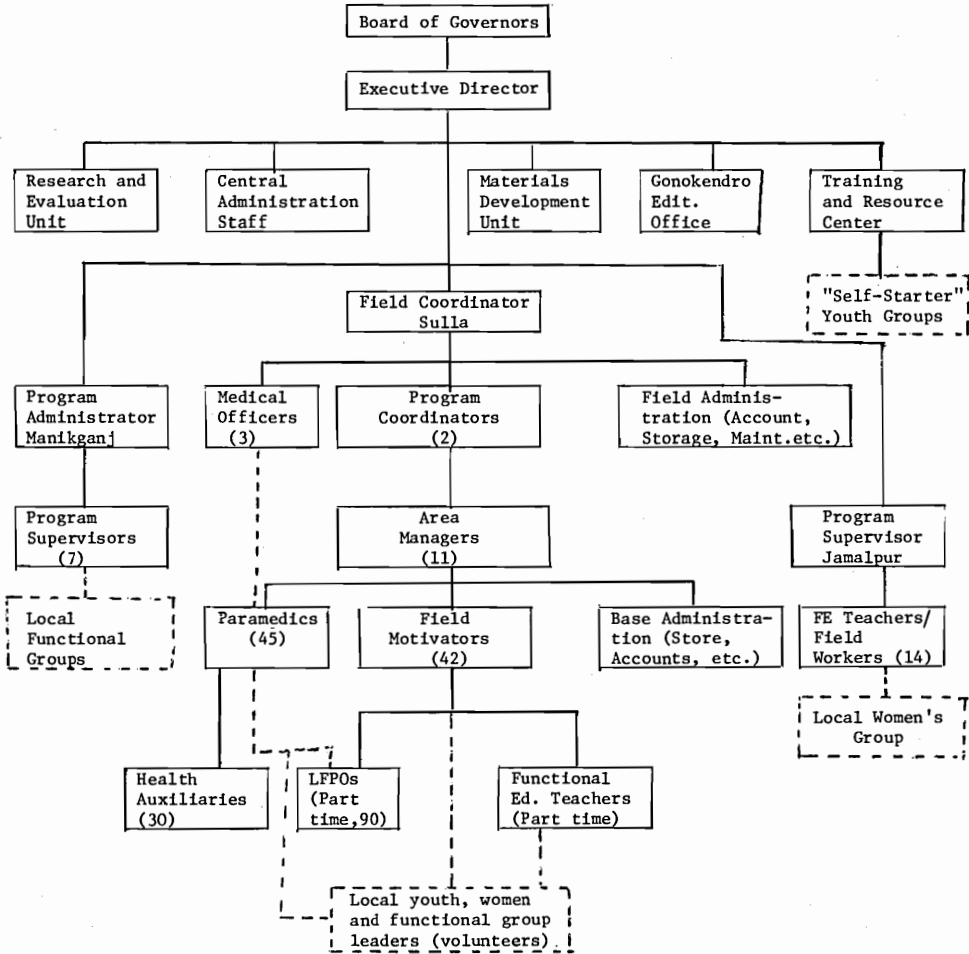 Board of Governors
Executive Director
Research and
Evaluation
Unit
Central
Administration
Staff
Materials
Development
Unit
Gonokendro
Edit.
Office
Training
and Resource
Center
"Self-Starter"
Youth Groups
Field Coordinator
Sulla
Program
Administrator
Manikganj
Medical
Officers
(3)
Program
Coordinators
(2)
Field Adminis-
tration (Account,
Storage, Maint.etc.)
Program
Supervisors
(7)
Area
Managers
(11)
Program
Supervisor
Jamalpur
Local
Functional
Groups
Paramedics
(45)
Field
Motivators
(42)
Base Administra-
tion (Store,
Accounts, etc.)
FE Teachers/
Field
Workers (14)
Local Women's
Group
Health
Auxiliaries
(30)
LFPOs
(Part
time,90)
Functional
Ed. Teachers
(Part time)
Local youth, women
and functional group
leaders (volunteers)